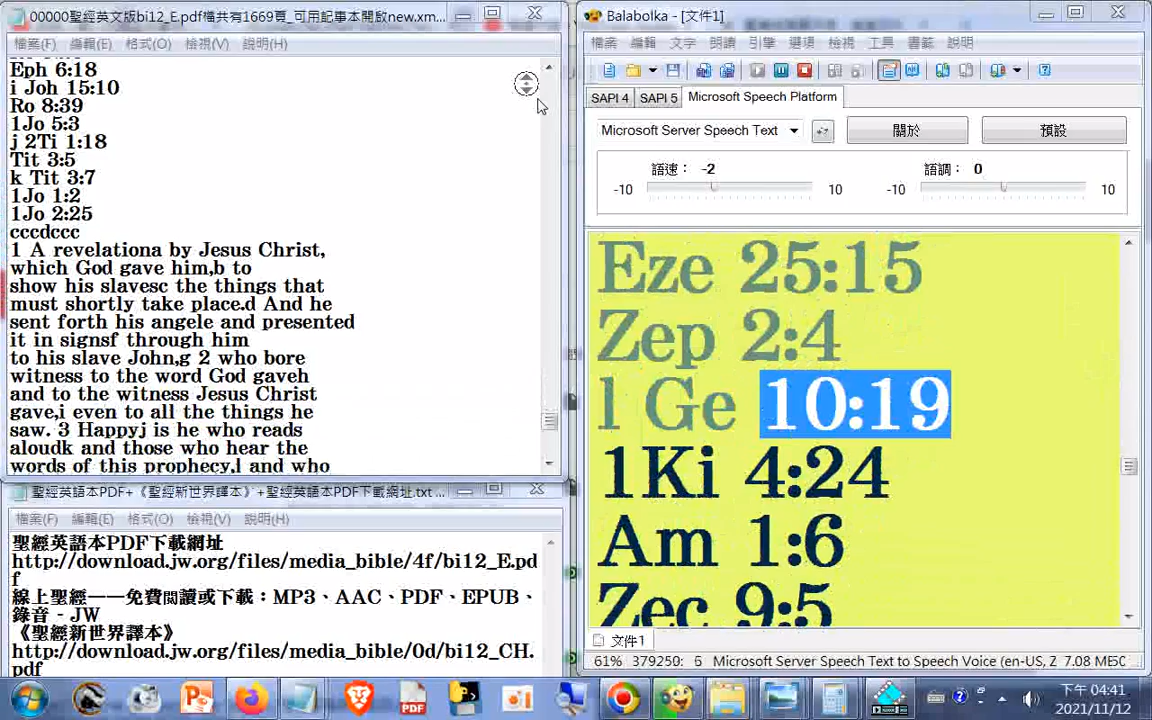 00000聖經英文版bi12_E.pdf檔共有1669頁_可用記事本開啟new.xm...
檔案(F) 編輯(E) 格式(O) 檢視(V) 說明(H)
Eph 6:18
i Joh 15:10
Ro 8:39
1Jo 5:3
j 2Ti 1:18
Tit 3:5
k Tit 3:7
1Jo 1:2
1Jo 2:25
cccdccc
1 A revelationa by Jesus Christ,
which God gave him,b to
show his slavesc the things that
must shortly take place.d And he
sent forth his angele and presented
it in signsf through him
to his slave John,g 2 who bore
witness to the word God gaveh
and to the witness Jesus Christ
gave,i even to all the things he
saw. 3 Happyj is he who reads
aloudk and those who hear the
words of this prophecy,l and who
聖經英語本PDF+《聖經新世界譯本》+聖經英語本PDF下載網址.txt ...
檔案(F) 編輯(E) 格式(O) 檢視(V) 說明(H)
聖經英語本PDF下載網址
http://download.jw.org/files/media_bible/4f/bi12_E.pd
f
線上聖經——免費閱讀或下載：MP3、AAC、PDF、EPUB、
錄音 - JW
《聖經新世界譯本》
http://download.jw.org/files/media_bible/0d/bi12_CH.
pdf
Balabolka - [文件1]
檔案 編輯 文字 朗讀 引擎 選項 檢視 工具 書籤 說明
SAPI 4 SAPI 5 Microsoft Speech Platform
Microsoft Server Speech Text 關於 預設
語速： -2 語調： 0
-10 10 -10 10
Eze 25:15
Zep 2:4
l Ge 10:19
1Ki 4:24
Am 1:6
Zec 9:5
文件1
61% 379250: 6 Microsoft Server Speech Text to Speech Voice (en-US, Z 7.08 МБ
下午 04:41
2021/11/12